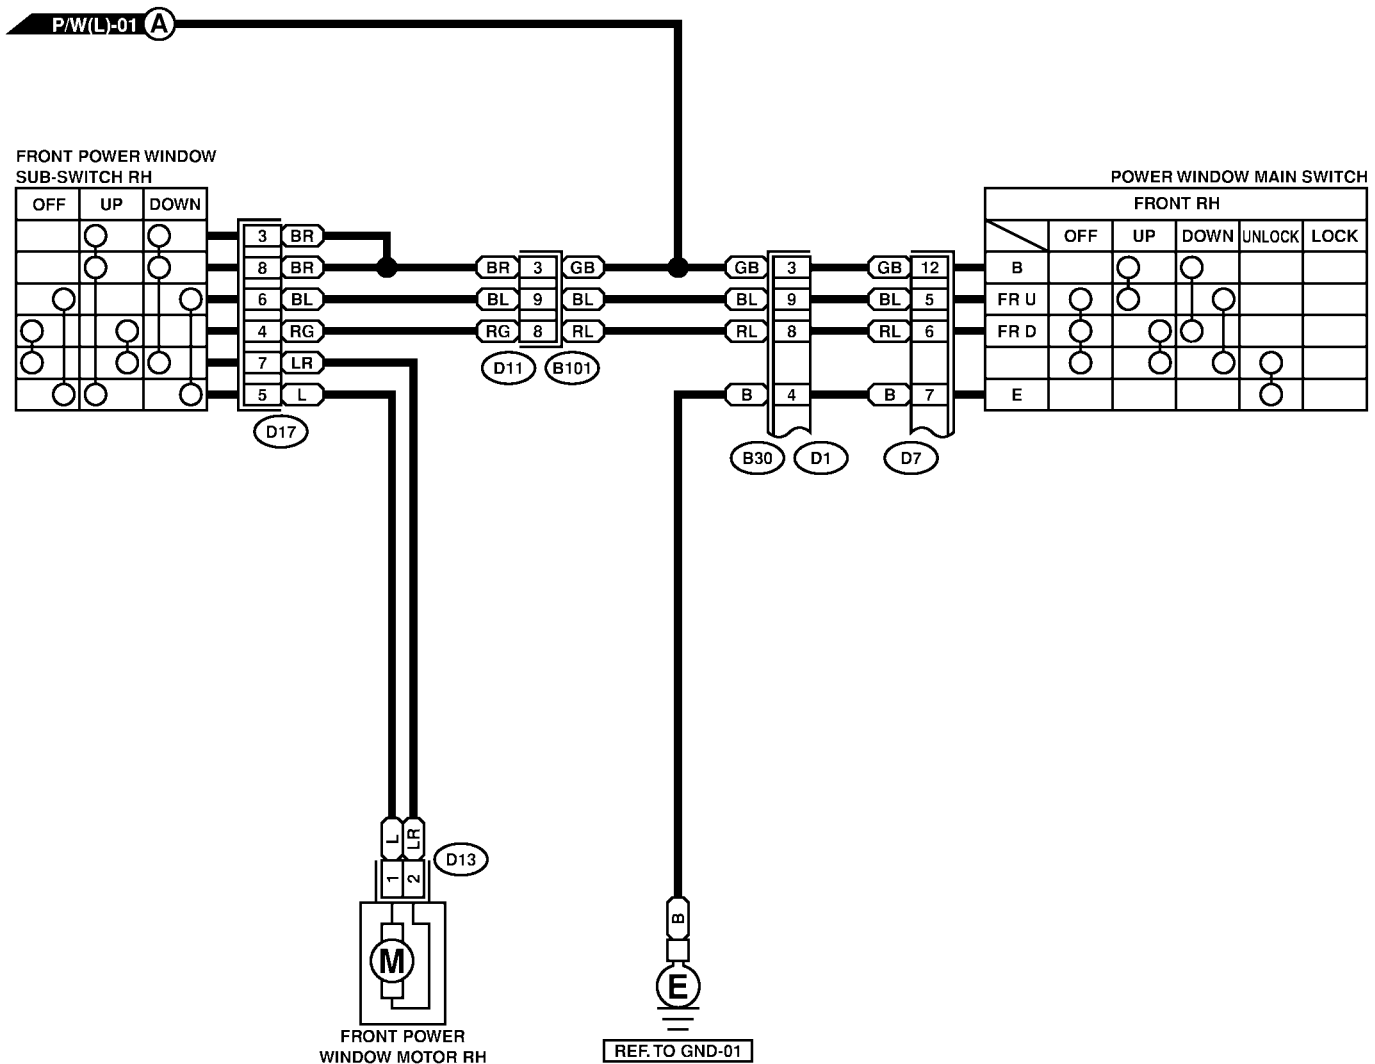 P/W(L)-01 A
FRONT POWER WINDOW
SUB-SWITCH RH
OFF UP DOWN
3 BR
8 BR
6 BL
4 RG
7 LR
5 L
D17
BR 3 GB
BL 9 BL
RG 8 RL
D11 B101
GB 3 GB 12
BL 9 BL 5
RL 8 RL 6
B 4 B 7
B30 D1 D7
POWER WINDOW MAIN SWITCH
FRONT RH
OFF UP DOWN UNLOCK LOCK
B
FR U
FR D
E
L LR
1 2
D13
M
FRONT POWER
WINDOW MOTOR RH
B
E
REF. TO GND-01